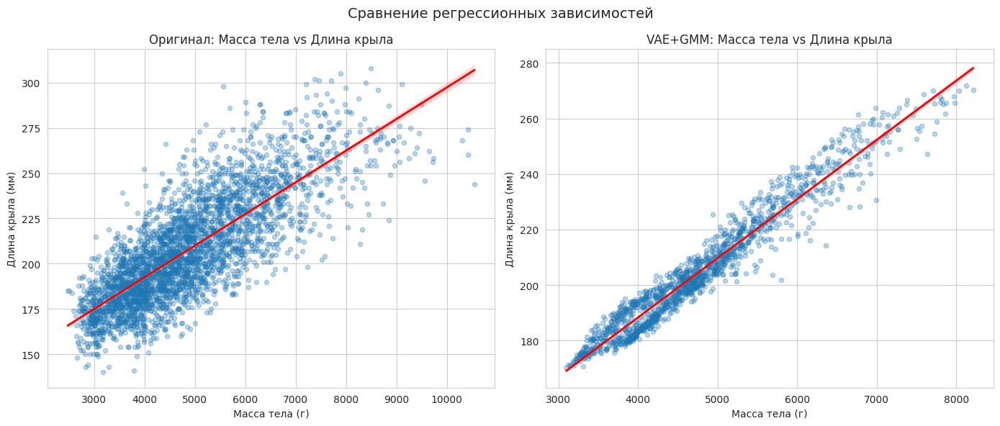 Сравнение регрессионных зависимостей
Оригинал: Масса тела vs Длина крыла
Длина крыла (мм)
300
275
250
225
200
175
150
3000 4000 5000 6000 7000 8000 9000 10000
Масса тела (г)
VAE+GMM: Масса тела vs Длина крыла
Длина крыла (мм)
280
260
240
220
200
180
3000 4000 5000 6000 7000 8000
Масса тела (г)